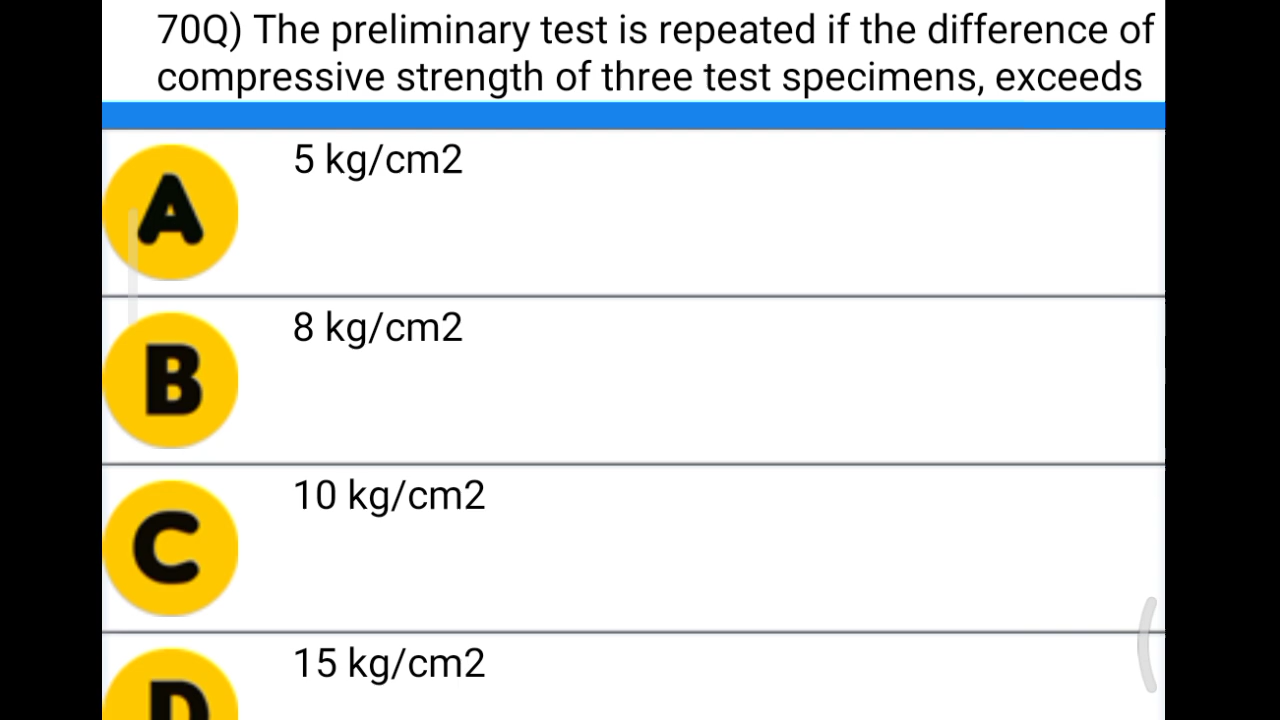 70Q) The preliminary test is repeated if the difference of
compressive strength of three test specimens, exceeds
A
5 kg/cm2
B
8 kg/cm2
C
10 kg/cm2
D
15 kg/cm2